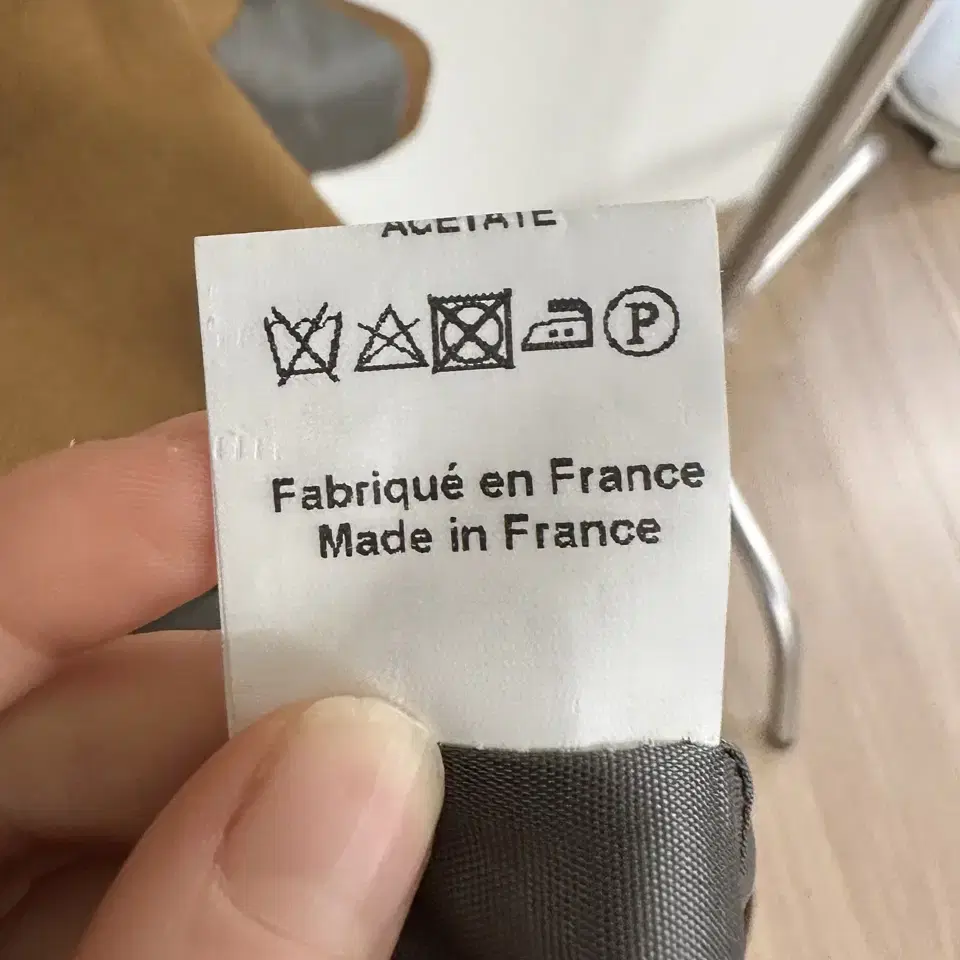 ACETATE
P
Fabriqué en France
Made in France